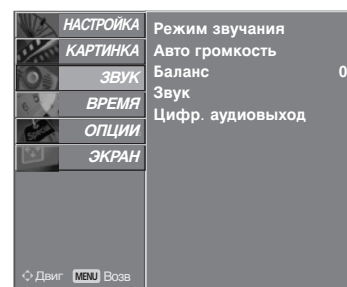 НАСТРОЙКА
КАРТИНКА
ЗВУК
ВРЕМЯ
ОПЦИИ
ЭКРАН
Режим звучания
Авто громкость
Баланс 0
Звук
Цифр. аудиовыход
Двиг MENU Возв